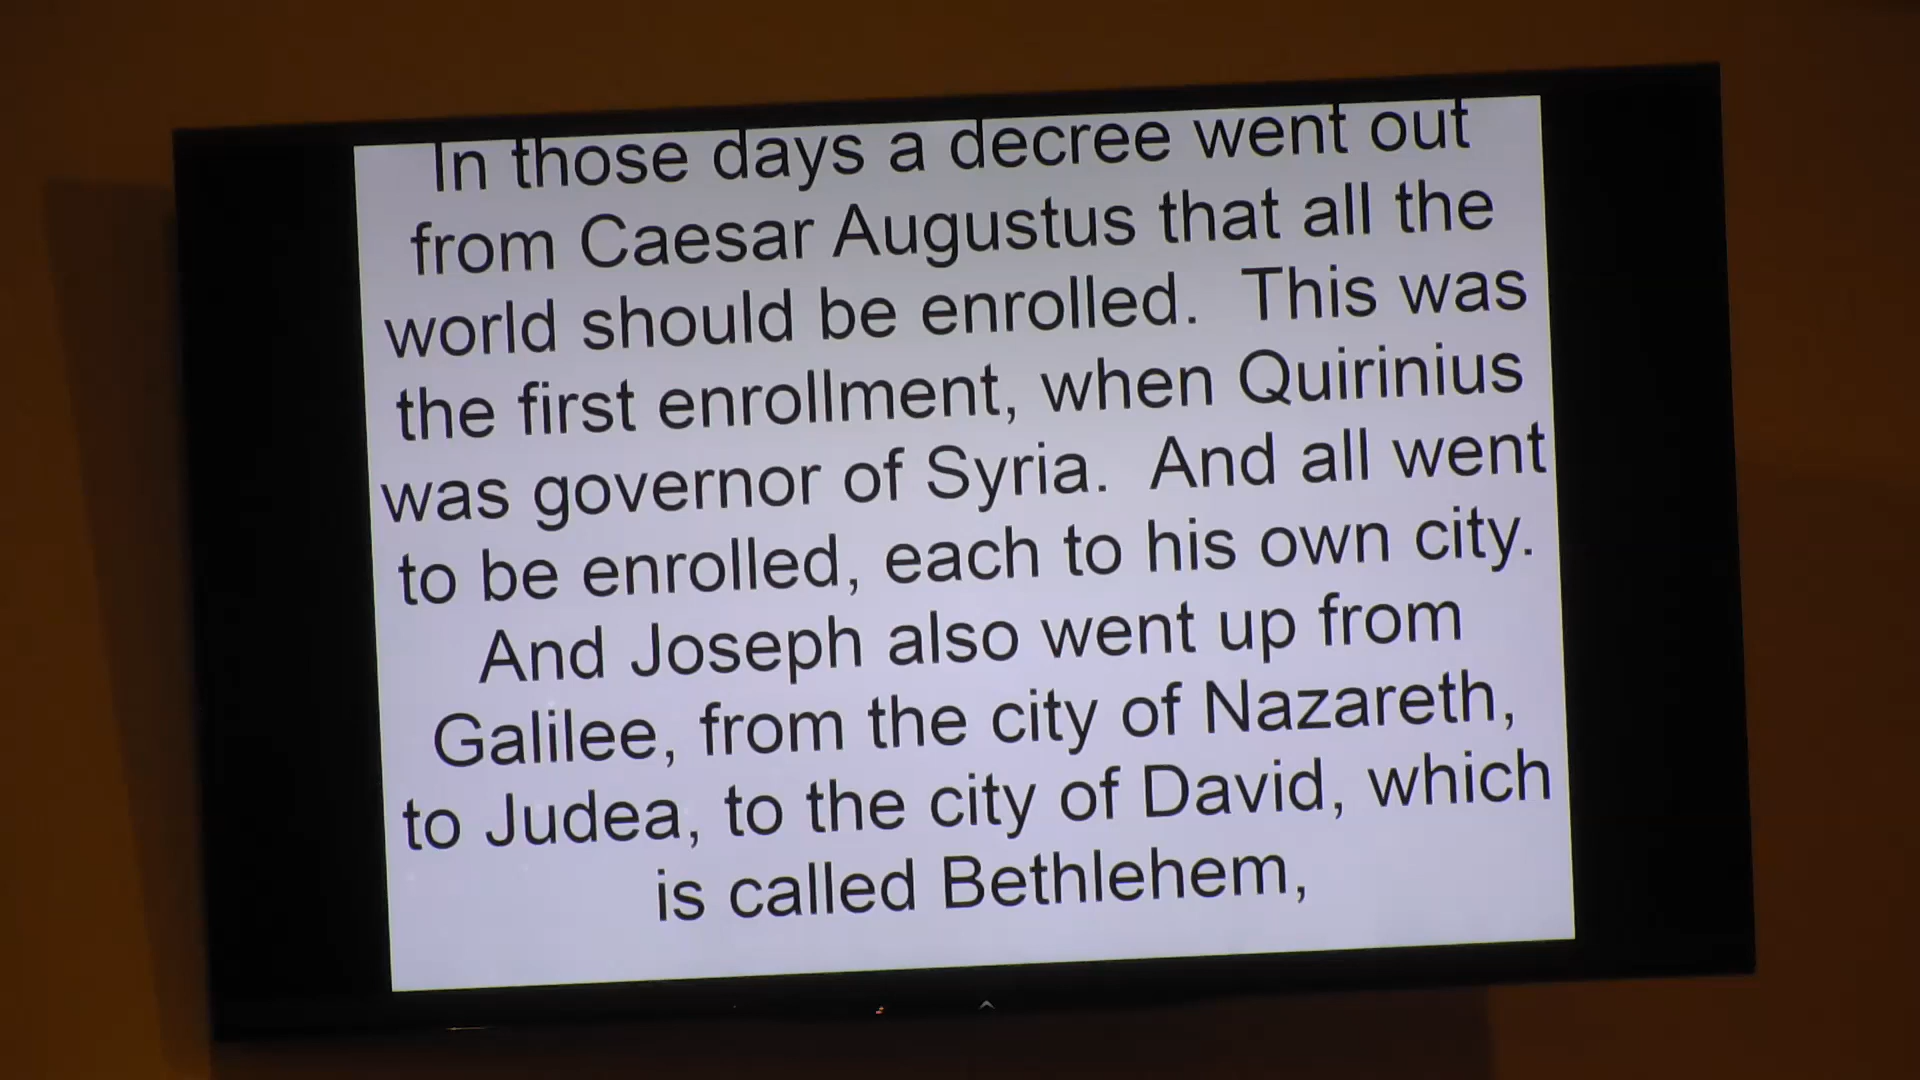 In those days a decree went out
from Caesar Augustus that all the
world should be enrolled.  This was
the first enrollment, when Quirinius
was governor of Syria.  And all went
to be enrolled, each to his own city.
And Joseph also went up from
Galilee, from the city of Nazareth,
to Judea, to the city of David, which
is called Bethlehem,